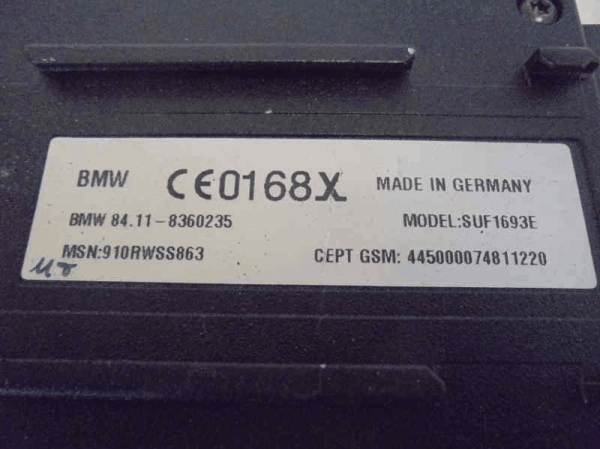 BMW CE0168X MADE IN GERMANY
BMW 84.11-8360235 MODEL:SUF1693E
MSN:910RWSS863 CEPT GSM: 445000074811220